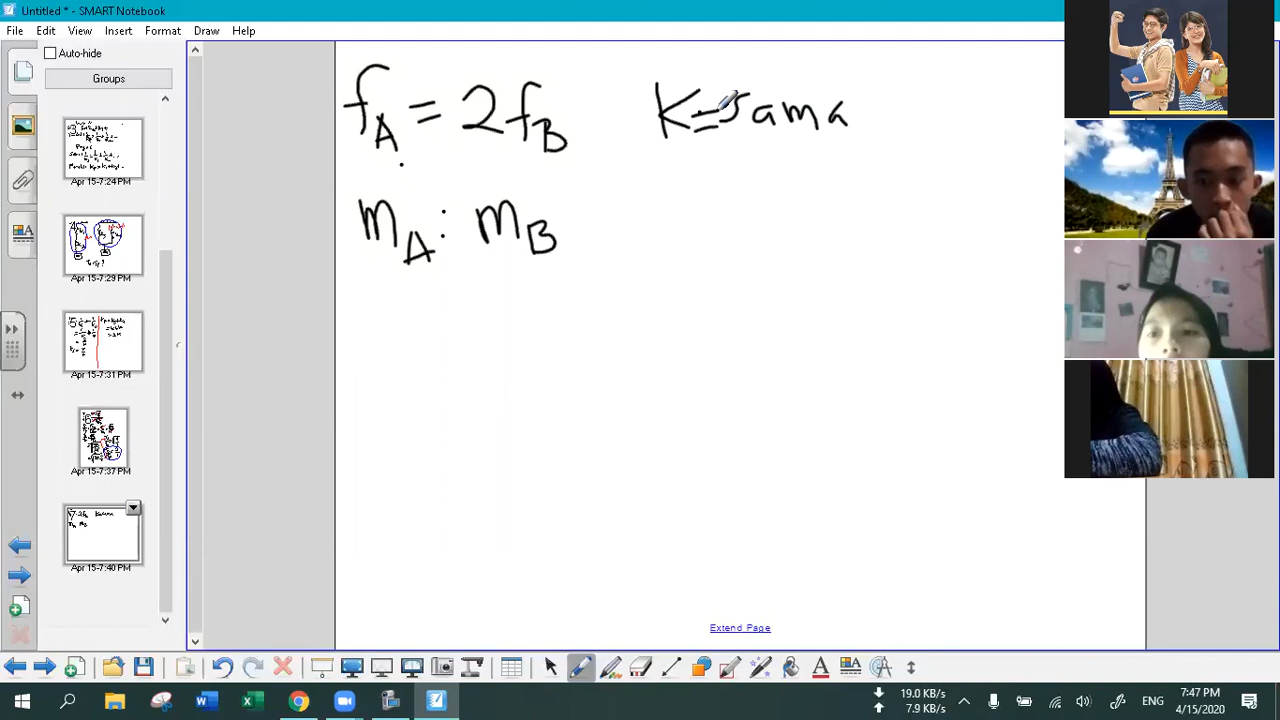 Untitled * - SMART Notebook
File Edit View Insert Format Draw Help
Auto-hide
Groups
Apr 15-7:24 PM
Apr 15-7:29 PM
Apr 15-7:31 PM
Apr 15-7:37 PM
Apr 15-7:40 PM
fA = 2fB K=sama
mA : mB
Extend Page
19.0 KB/s
7.9 KB/s
ENG
7:47 PM
4/15/2020